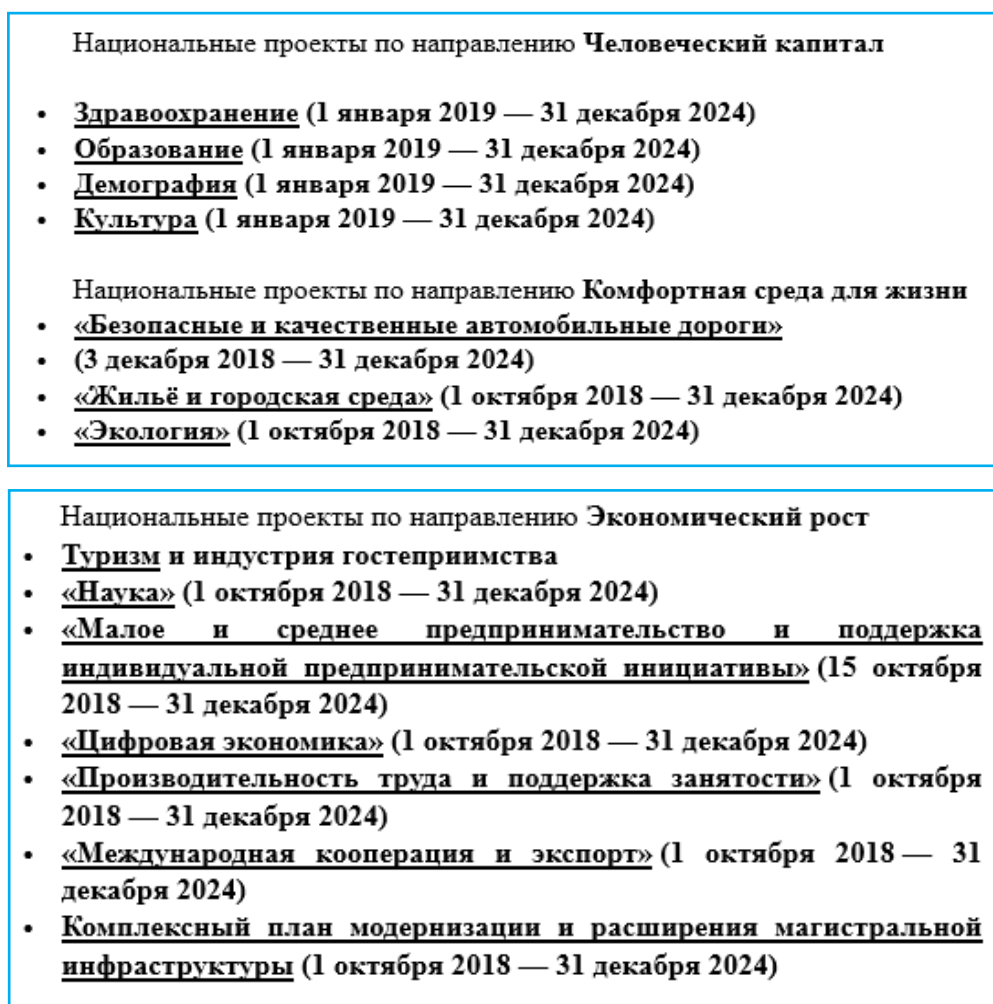 Национальные проекты по направлению Человеческий капитал
• Здравоохранение (1 января 2019 — 31 декабря 2024)
• Образование (1 января 2019 — 31 декабря 2024)
• Демография (1 января 2019 — 31 декабря 2024)
• Культура (1 января 2019 — 31 декабря 2024)
Национальные проекты по направлению Комфортная среда для жизни
• «Безопасные и качественные автомобильные дороги»
• (3 декабря 2018 — 31 декабря 2024)
• «Жильё и городская среда» (1 октября 2018 — 31 декабря 2024)
• «Экология» (1 октября 2018 — 31 декабря 2024)
Национальные проекты по направлению Экономический рост
• Туризм и индустрия гостеприимства
• «Наука» (1 октября 2018 — 31 декабря 2024)
• «Малое и среднее предпринимательство и поддержка
индивидуальной предпринимательской инициативы» (15 октября
2018 — 31 декабря 2024)
• «Цифровая экономика» (1 октября 2018 — 31 декабря 2024)
• «Производительность труда и поддержка занятости» (1 октября
2018 — 31 декабря 2024)
• «Международная кооперация и экспорт» (1 октября 2018 — 31
декабря 2024)
• Комплексный план модернизации и расширения магистральной
инфраструктуры (1 октября 2018 — 31 декабря 2024)